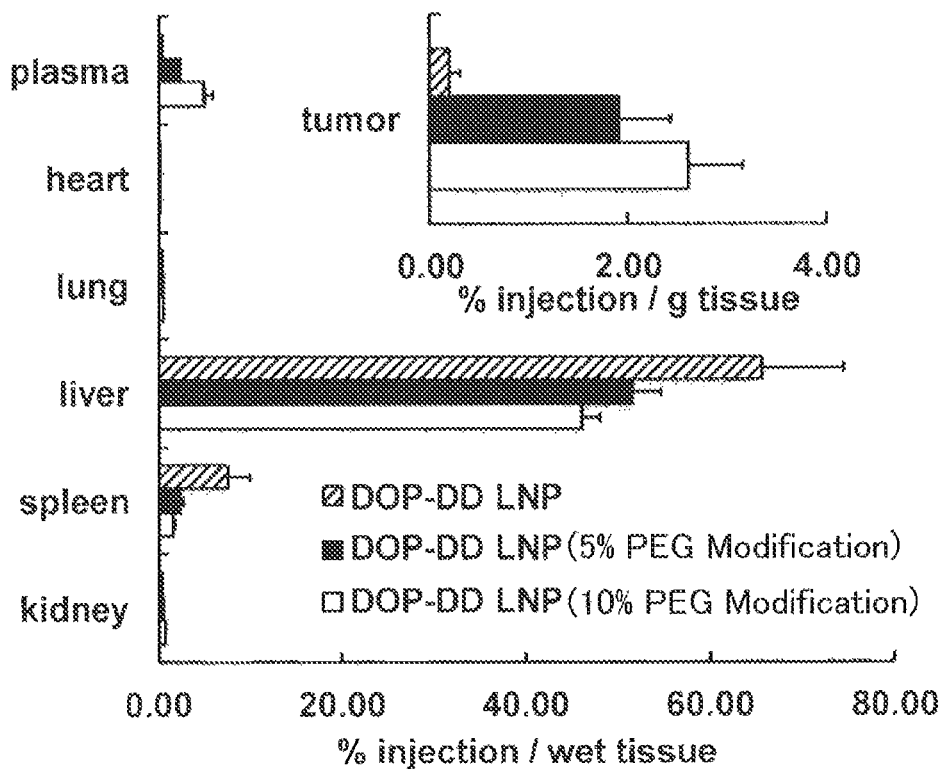 plasma
heart
lung
liver
spleen
kidney
tumor
0.00 2.00 4.00
% injection / g tissue
DOP-DD LNP
DOP-DD LNP (5% PEG Modification)
DOP-DD LNP (10% PEG Modification)
0.00 20.00 40.00 60.00 80.00
% injection / wet tissue